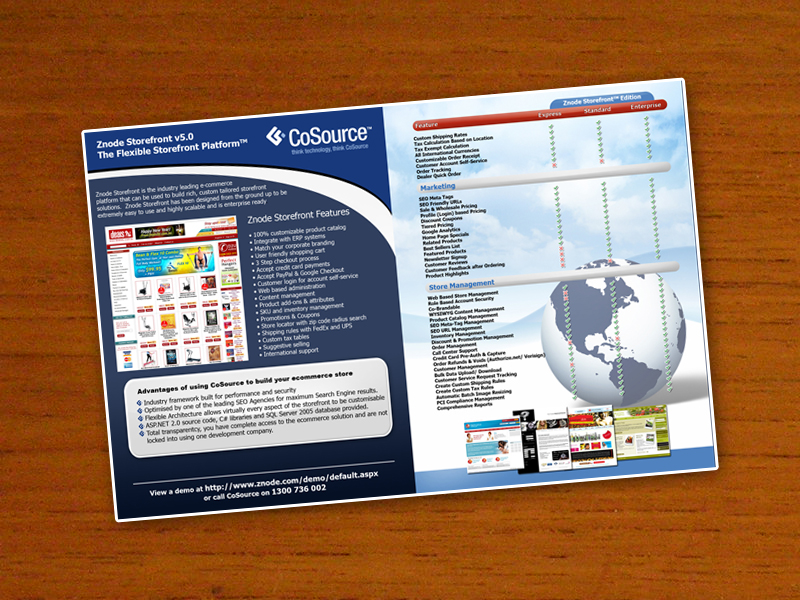 Znode Storefront v5.0
The Flexible Storefront Platform™
CoSource™
think technology, think CoSource
Znode Storefront is the industry leading e-commerce
platform that can be used to build rich, custom tailored storefront
solutions. Znode Storefront has been designed from the ground up to be
extremely easy to use and highly scalable and is enterprise ready
Znode Storefront Features
• 100% customizable product catalog
• Integrate with ERP systems
• Match your corporate branding
• User friendly shopping cart
• 3 Step checkout process
• Accept credit card payments
• Accept PayPal & Google Checkout
• Customer login for account self-service
• Web based administration
• Content management
• Product add-ons & attributes
• SKU and inventory management
• Promotions & Coupons
• Store locator with zip code radius search
• Shipping rules with FedEx and UPS
• Custom tax tables
• Suggestive selling
• International support
Advantages of using CoSource to build your ecommerce store
Industry framework built for performance and security
Optimised by one of the leading SEO Agencies for maximum Search Engine results.
Flexible Architecture allows virtually every aspect of the storefront to be customisable
ASP.NET 2.0 source code, C# libraries and SQL Server 2005 database provided.
Total transparency, you have complete access to the ecommerce solution and are not
locked into using one development company.
View a demo at http://www.znode.com/demo/default.aspx
or call CoSource on 1300 736 002
Znode Storefront™ Edition
Feature Express Standard Enterprise
Custom Shipping Rates
Tax Calculation Based on Location
Tax Exempt Calculation
All International Currencies
Customizable Order Receipt
Customer Account Self-Service
Order Tracking
Dealer Quick Order
Marketing
SEO Meta Tags
SEO Friendly URLs
Sale & Wholesale Pricing
Profile (Login) based Pricing
Discount Coupons
Tiered Pricing
Google Analytics
Home Page Specials
Related Products
Best Sellers List
Featured Products
Newsletter Signup
Customer Reviews
Customer Feedback after Ordering
Product Highlights
Store Management
Web Based Store Management
Role Based Account Security
Co-Branding
WYSIWYG Content Management
Product Catalog Management
SEO Meta-Tag Management
SEO URL Management
Inventory Management
Discount & Promotion Management
Order Management
Call Center Support
Credit Card Pre-Auth & Capture
Order Refunds & Voids (Authorize.net/ Verisign)
Customer Management
Bulk Data Upload/ Download
Customer Service Request Tracking
Create Custom Shipping Rules
Create Custom Tax Rules
Automatic Batch Image Resizing
PCI Compliance Management
Comprehensive Reports